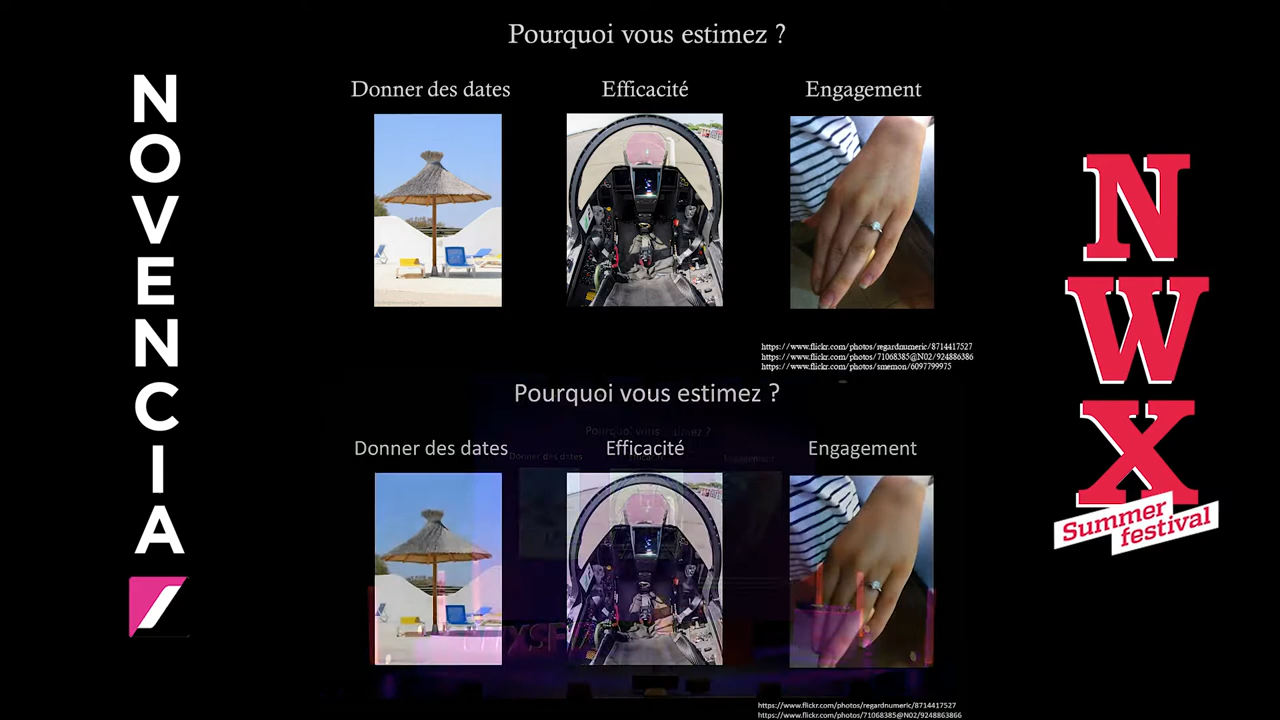 Pourquoi vous estimez ?
Donner des dates
Efficacité
Engagement
NOVENCIA
NWX
Summer
festival
https://www.flickr.com/photos/regardnumeric/8714417527
https://www.flickr.com/photos/71068385@N02/924886386
https://www.flickr.com/photos/smemon/6097799975
Pourquoi vous estimez ?
Donner des dates
Efficacité
Engagement
https://www.flickr.com/photos/regardnumeric/8714417527
https://www.flickr.com/photos/71068385@N02/9248863866